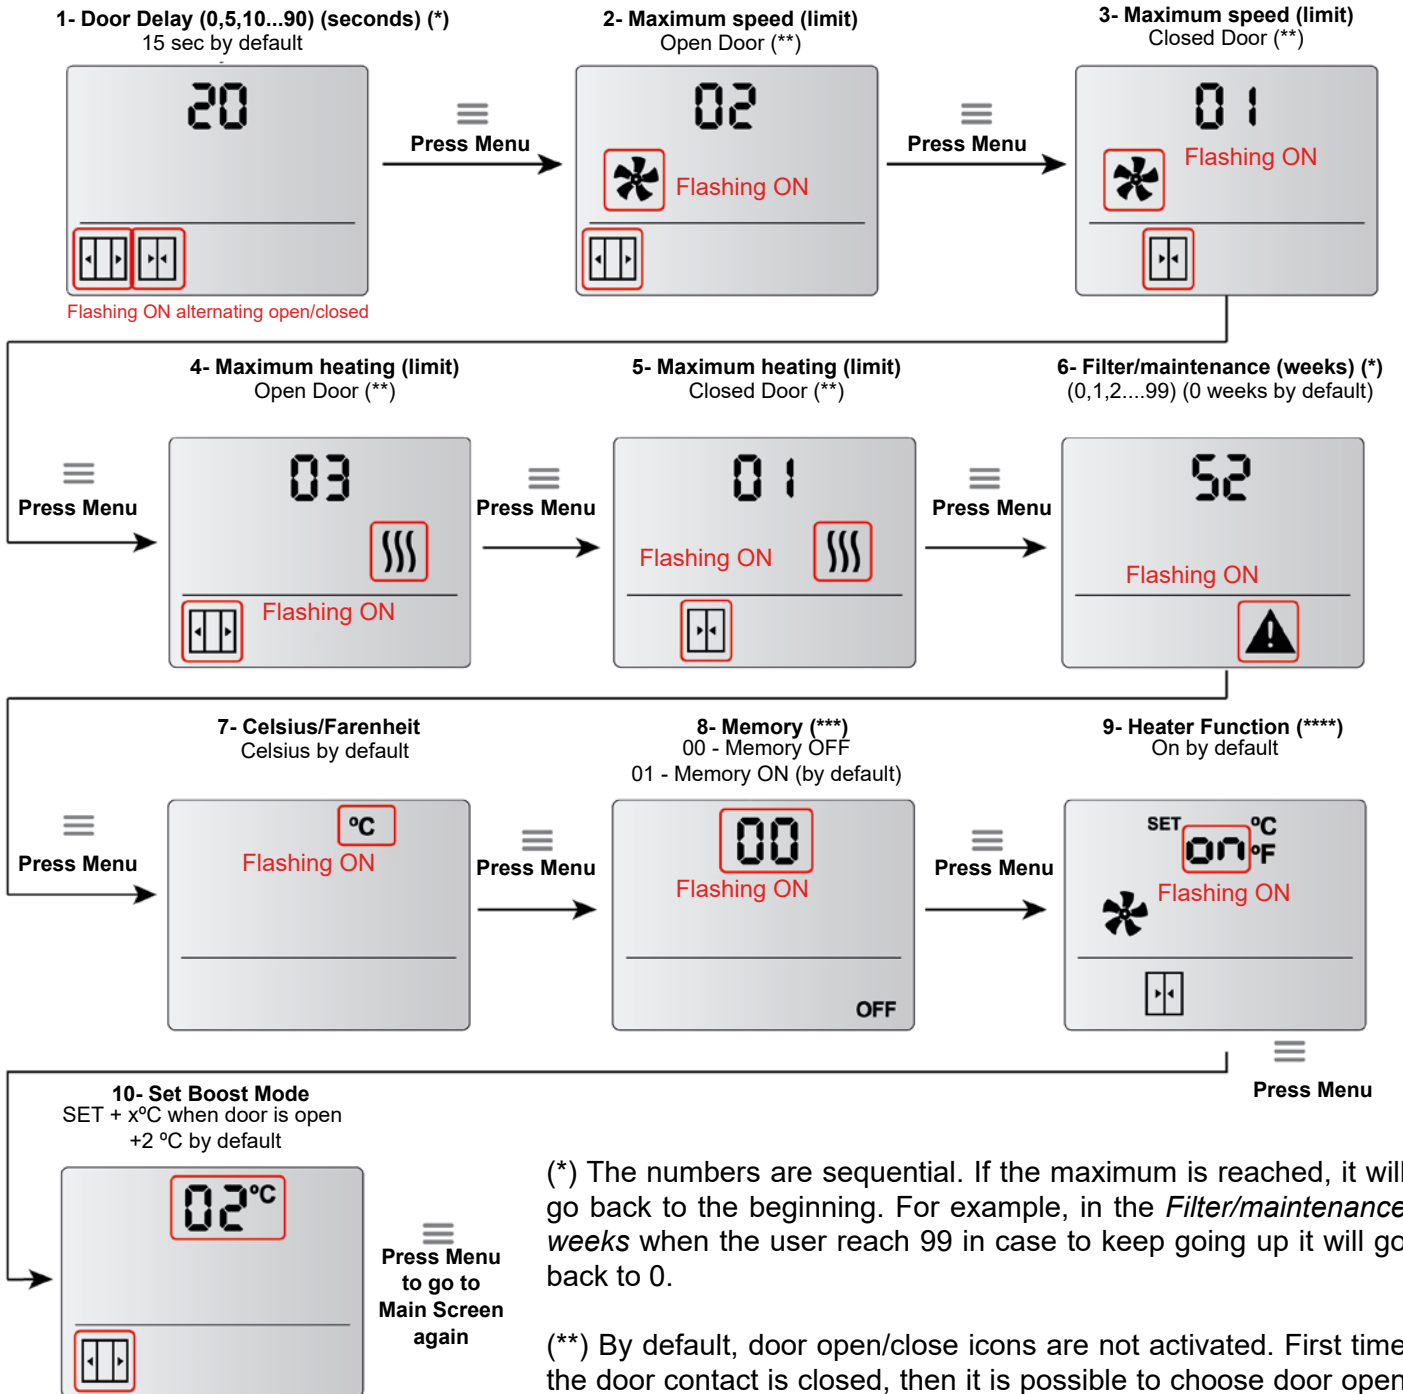 1- Door Delay (0,5,10...90) (seconds) (*)
15 sec by default
20
Flashing ON alternating open/closed
Press Menu
2- Maximum speed (limit)
Open Door (**)
02
Flashing ON
Press Menu
3- Maximum speed (limit)
Closed Door (**)
01
Flashing ON
Press Menu
4- Maximum heating (limit)
Open Door (**)
03
Flashing ON
Press Menu
5- Maximum heating (limit)
Closed Door (**)
01
Flashing ON
Press Menu
6- Filter/maintenance (weeks) (*)
(0,1,2....99) (0 weeks by default)
52
Flashing ON
Press Menu
7- Celsius/Farenheit
Celsius by default
ºC
Flashing ON
Press Menu
8- Memory (***)
00 - Memory OFF
01 - Memory ON (by default)
00
Flashing ON
OFF
Press Menu
9- Heater Function (****)
On by default
SET on ºC
ºF
Flashing ON
Press Menu
10- Set Boost Mode
SET + xºC when door is open
+2 ºC by default
02ºC
Press Menu
to go to
Main Screen
again
(*) The numbers are sequential. If the maximum is reached, it will
go back to the beginning. For example, in the Filter/maintenance
weeks when the user reach 99 in case to keep going up it will go
back to 0.
(**) By default, door open/close icons are not activated. First time
the door contact is closed, then it is possible to choose door open